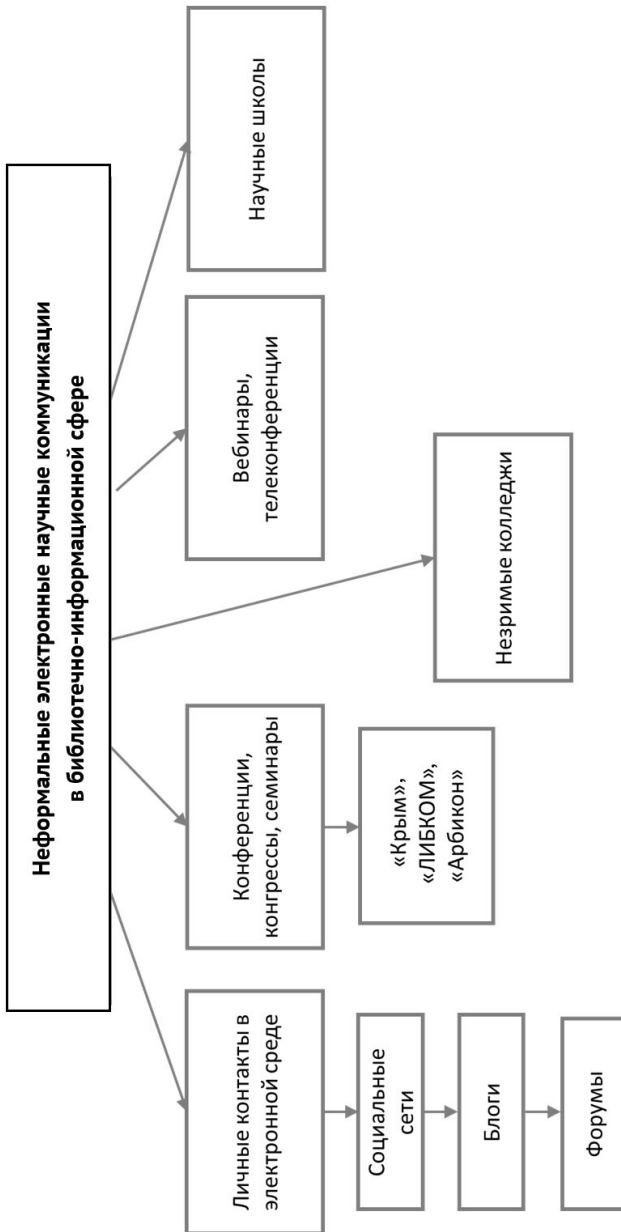 Неформальные электронные научные коммуникации
в библиотечно-информационной сфере
Личные контакты в
электронной среде
Конференции,
конгрессы, семинары
Вебинары,
телеконференции
Научные школы
Социальные
сети
«Крым»,
«ЛИБКОМ»,
«Арбикон»
Незримые колледжи
Блоги
Форумы